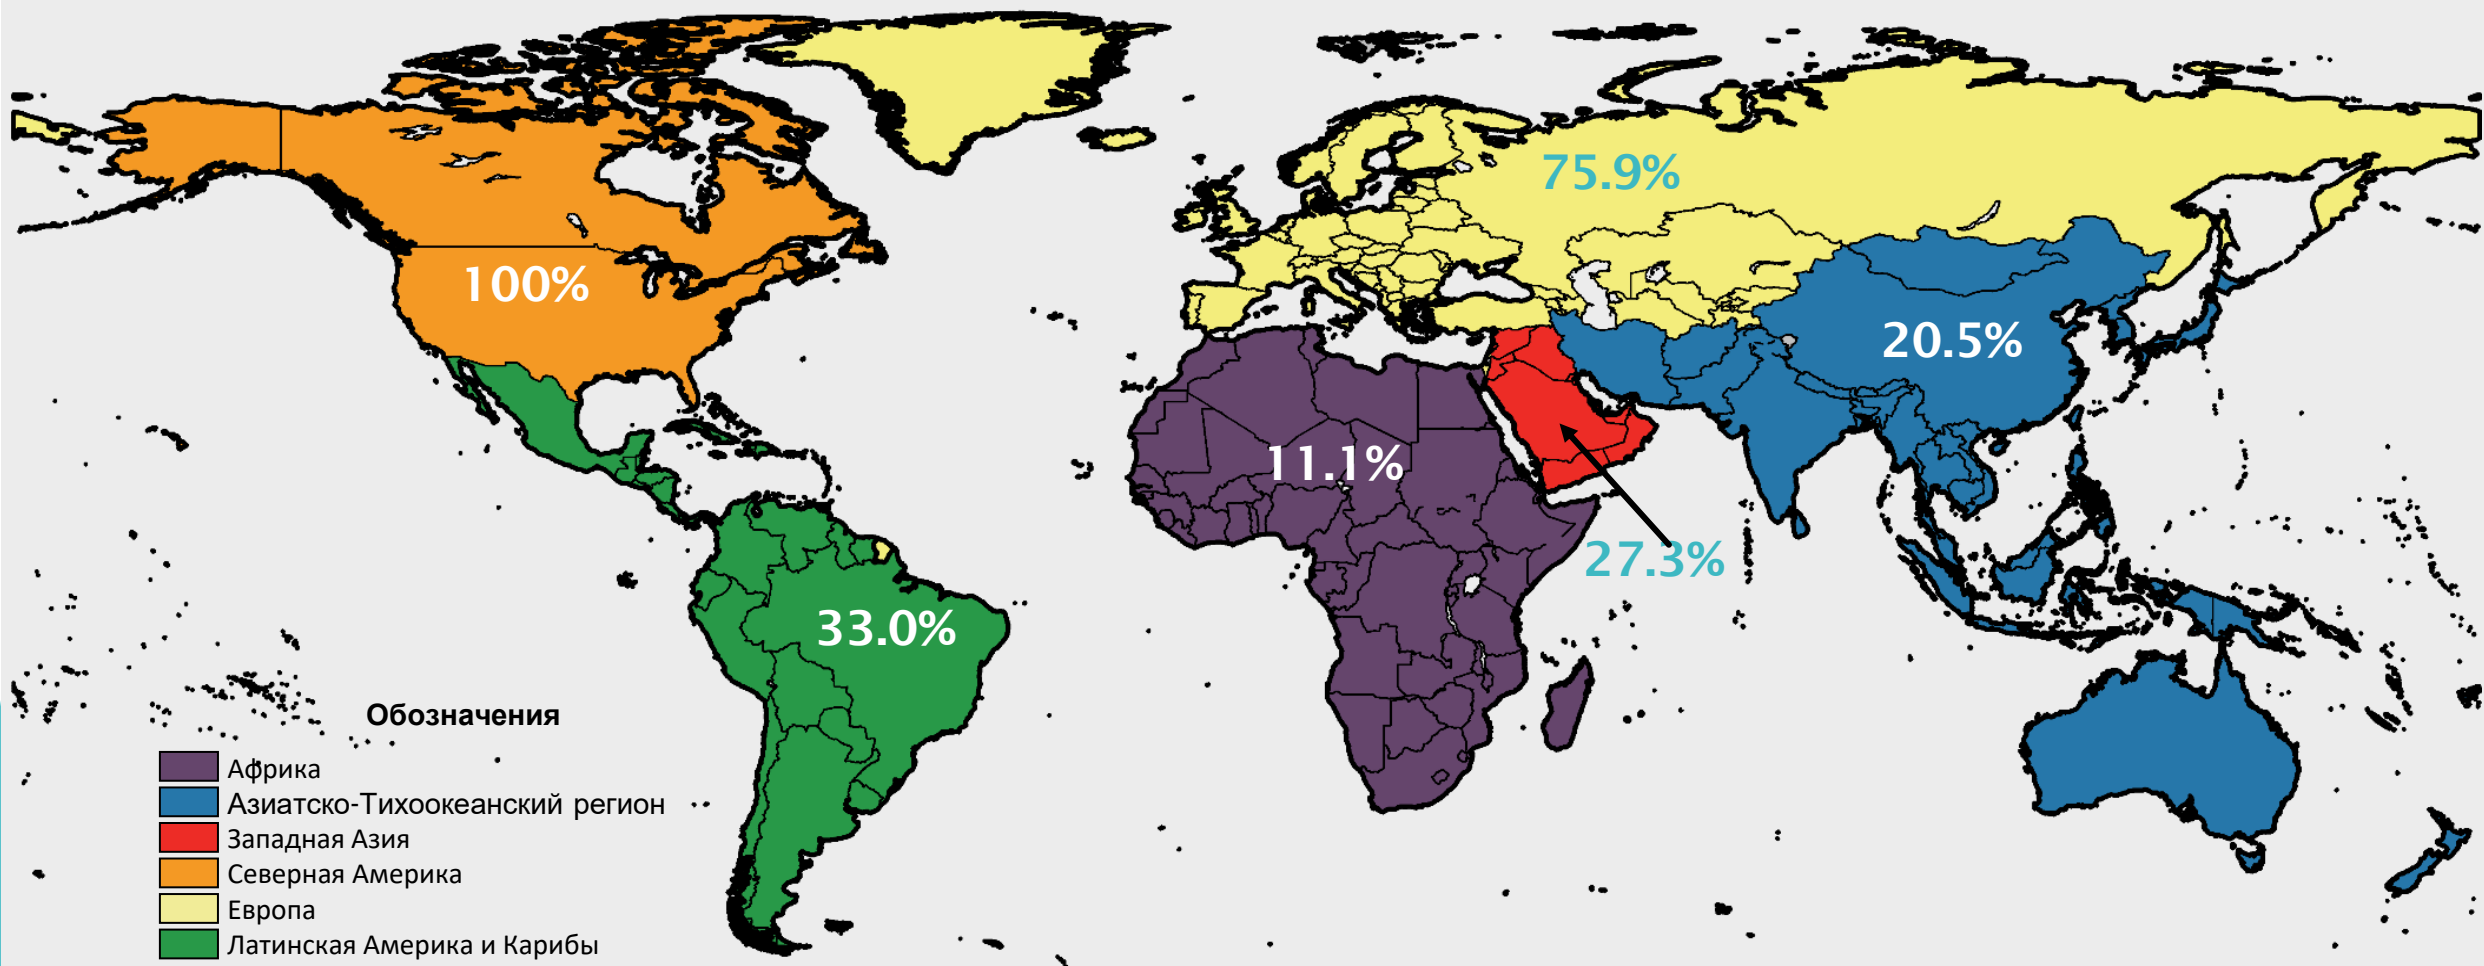 75.9%
100%
20.5%
11.1%
27.3%
33.0%
Обозначения
Африка
Азиатско-Тихоокеанский регион
Западная Азия
Северная Америка
Европа
Латинская Америка и Карибы